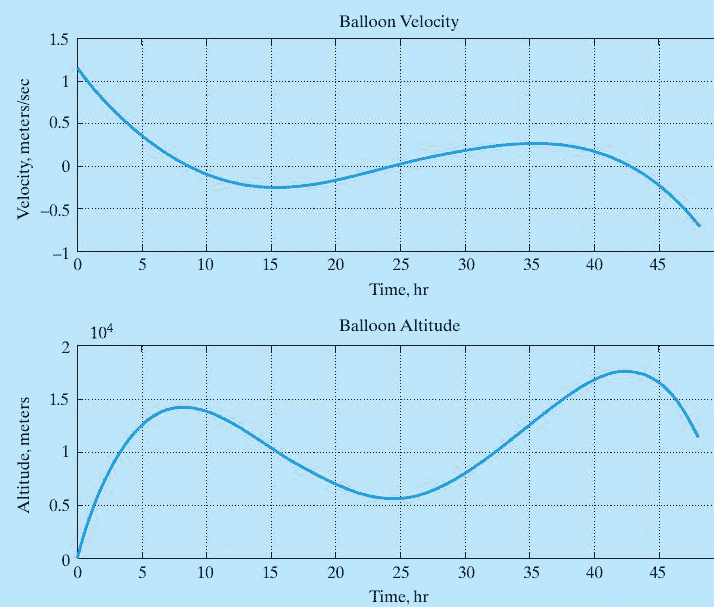 Balloon Velocity
1.5
1
0.5
0
–0.5
–1
Velocity, meters/sec
0 5 10 15 20 25 30 35 40 45
Time, hr
Balloon Altitude
10⁴
2
1.5
1
0.5
0
Altitude, meters
0 5 10 15 20 25 30 35 40 45
Time, hr